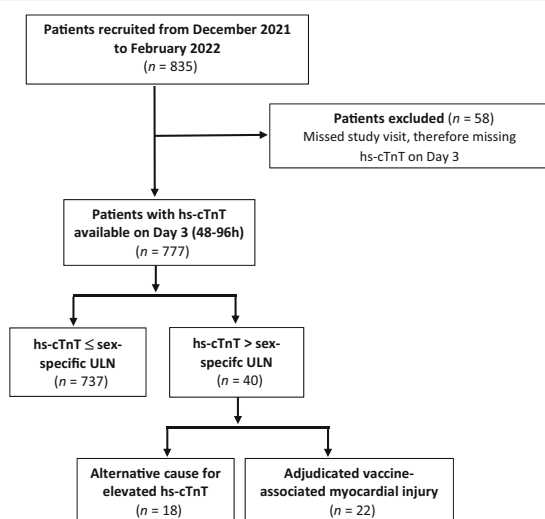 Patients recruited from December 2021
to February 2022
(n = 835)
Patients excluded (n = 58)
Missed study visit, therefore missing
hs-cTnT on Day 3
Patients with hs-cTnT
available on Day 3 (48-96h)
(n = 777)
hs-cTnT ≤ sex-
specific ULN
(n = 737)
hs-cTnT > sex-
specifc ULN
(n = 40)
Alternative cause for
elevated hs-cTnT
(n = 18)
Adjudicated vaccine-
associated myocardial injury
(n = 22)